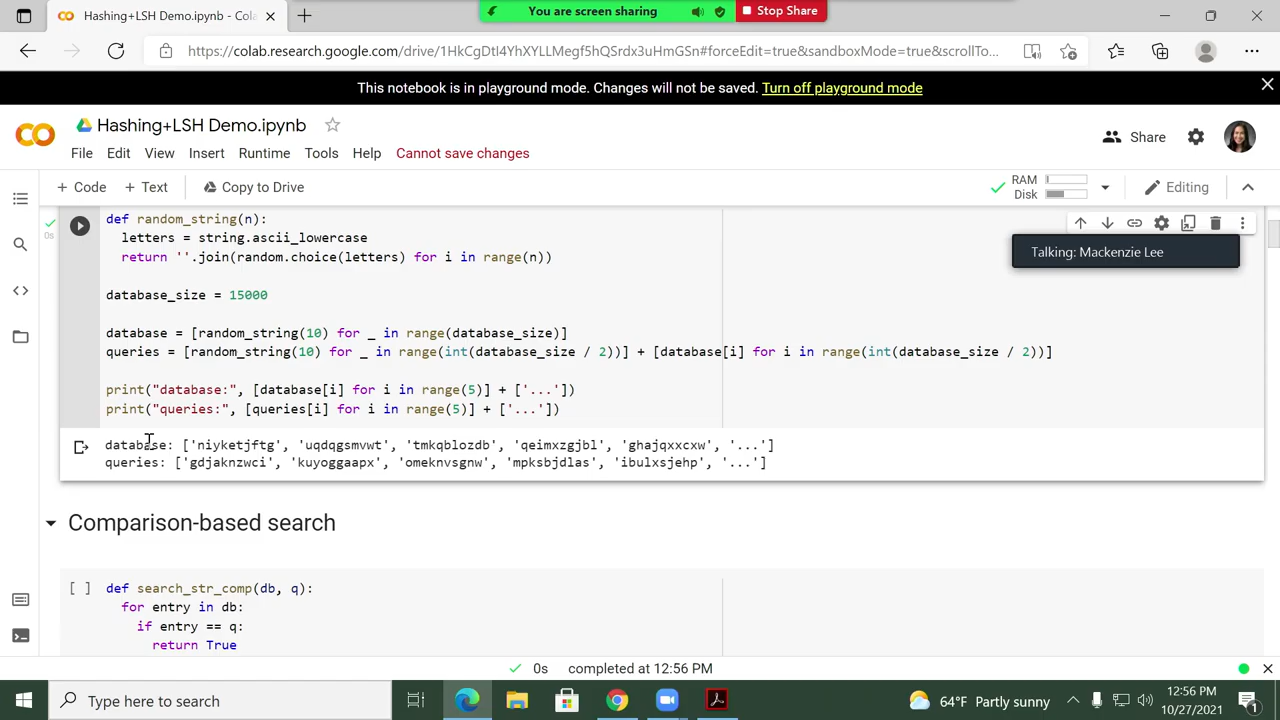 Hashing+LSH Demo.ipynb - Cola
You are screen sharing
Stop Share
https://colab.research.google.com/drive/1HkCgDtI4YhXYLLMegf5hQSrdx3uHmGSn#forceEdit=true&sandboxMode=true&scrollTo...
This notebook is in playground mode. Changes will not be saved. Turn off playground mode
Hashing+LSH Demo.ipynb
Share
File Edit View Insert Runtime Tools Help Cannot save changes
+ Code + Text Copy to Drive
RAM
Disk
Editing
Talking: Mackenzie Lee
0s
def random_string(n):
letters = string.ascii_lowercase
return ''.join(random.choice(letters) for i in range(n))
database_size = 15000
database = [random_string(10) for _ in range(database_size)]
queries = [random_string(10) for _ in range(int(database_size / 2))] + [database[i] for i in range(int(database_size / 2))]
print("database:", [database[i] for i in range(5)] + ['...'])
print("queries:", [queries[i] for i in range(5)] + ['...'])
database: ['niyketjftg', 'uqdqgsmvwt', 'tmkqblozdb', 'qeimxzgjbl', 'ghajqxxcxw', '...']
queries: ['gdjaknzwci', 'kuyoggaapx', 'omeknvsgnw', 'mpksbjdlas', 'ibulxsjehp', '...']
Comparison-based search
[ ] def search_str_comp(db, q):
for entry in db:
if entry == q:
return True
0s completed at 12:56 PM
Type here to search
64°F Partly sunny
12:56 PM
10/27/2021
1